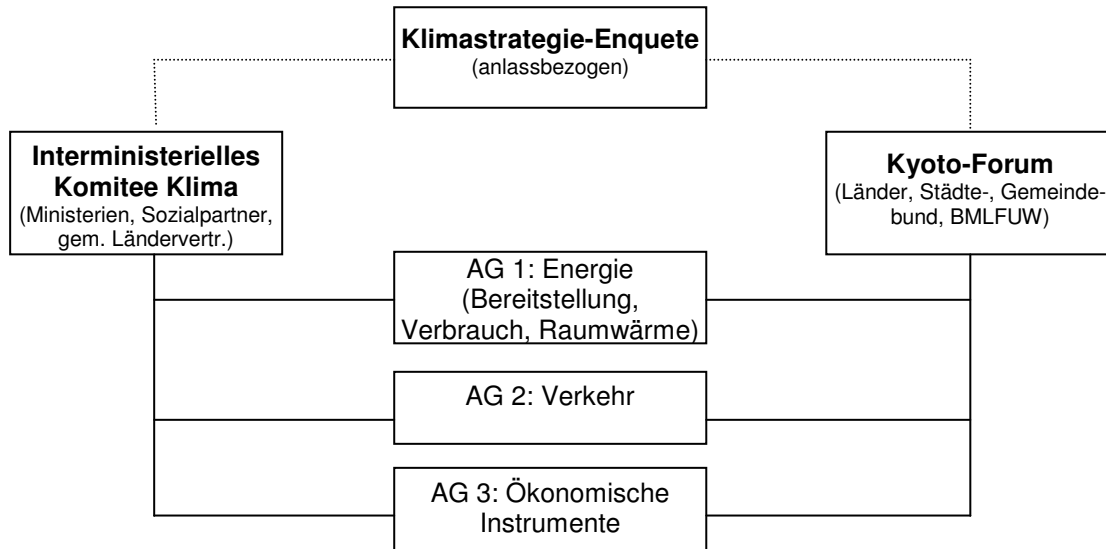 Klimastrategie-Enquete
(anlassbezogen)
Interministerielles
Komitee Klima
(Ministerien, Sozialpartner,
gem. Ländervertr.)
Kyoto-Forum
(Länder, Städte-, Gemeinde-
bund, BMLFUW)
AG 1: Energie
(Bereitstellung,
Verbrauch, Raumwärme)
AG 2: Verkehr
AG 3: Ökonomische
Instrumente